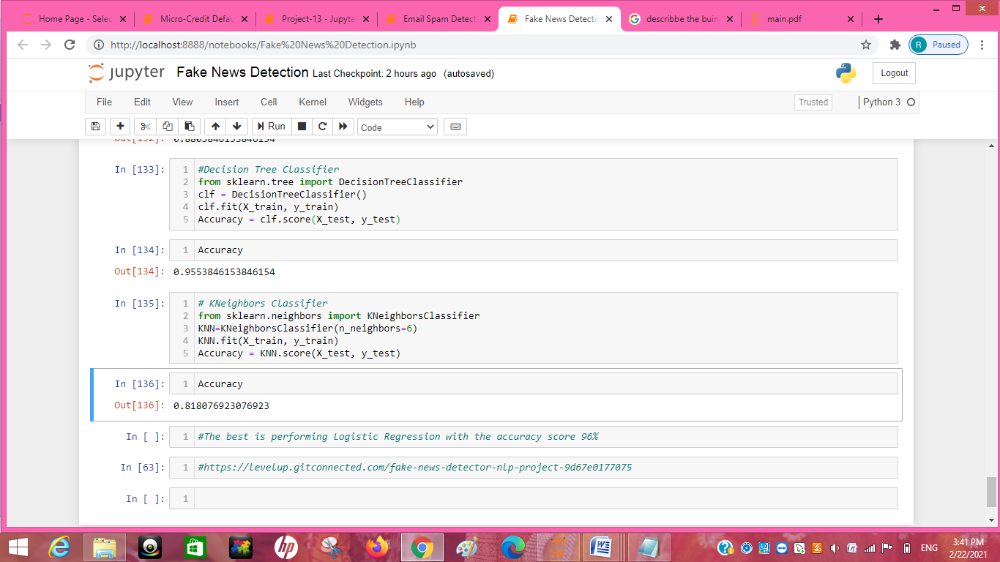 Home Page - Selec
Micro-Credit Defau
Project-13 - Jupyte
Email Spam Detecti
Fake News Detectio
describbe the buin
main.pdf
http://localhost:8888/notebooks/Fake%20News%20Detection.ipynb
R Paused
jupyter Fake News Detection Last Checkpoint: 2 hours ago (autosaved)
Logout
File Edit View Insert Cell Kernel Widgets Help
Trusted
Python 3
Run
Code
Out[132]: 0.8803846153846154
In [133]:
1 #Decision Tree Classifier
2 from sklearn.tree import DecisionTreeClassifier
3 clf = DecisionTreeClassifier()
4 clf.fit(X_train, y_train)
5 Accuracy = clf.score(X_test, y_test)
In [134]: 1 Accuracy
Out[134]: 0.9553846153846154
In [135]:
1 # KNeighbors Classifier
2 from sklearn.neighbors import KNeighborsClassifier
3 KNN=KNeighborsClassifier(n_neighbors=6)
4 KNN.fit(X_train, y_train)
5 Accuracy = KNN.score(X_test, y_test)
In [136]: 1 Accuracy
Out[136]: 0.818076923076923
In [ ]: 1 #The best is performing Logistic Regression with the accuracy score 96%
In [63]: 1 #https://levelup.gitconnected.com/fake-news-detector-nlp-project-9d67e0177075
In [ ]: 1
hp
ENG
3:41 PM
2/22/2021